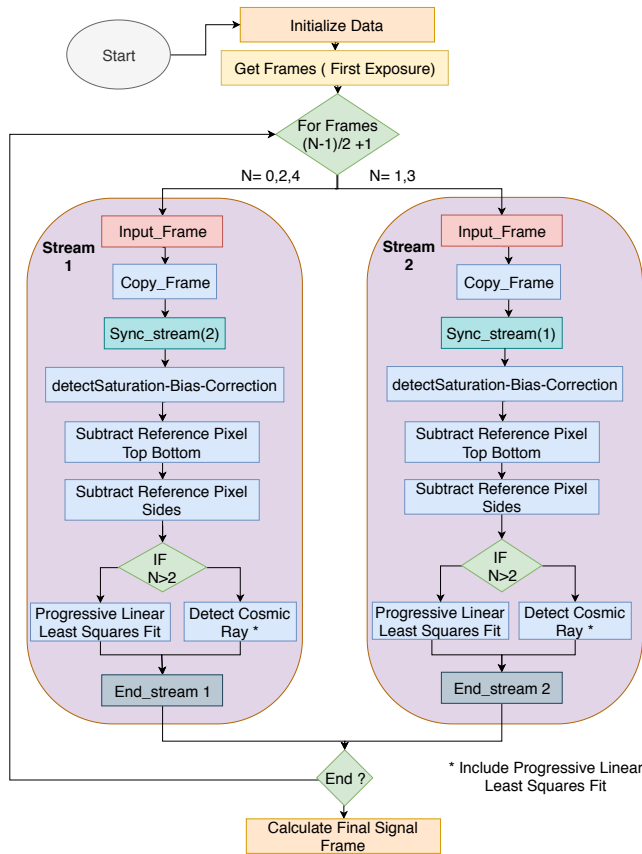 Start
Initialize Data
Get Frames ( First Exposure)
For Frames
(N-1)/2 +1
N= 0,2,4
N= 1,3
Stream
1
Input_Frame
Copy_Frame
Sync_stream(2)
detectSaturation-Bias-Correction
Subtract Reference Pixel
Top Bottom
Subtract Reference Pixel
Sides
IF
N>2
Progressive Linear
Least Squares Fit
Detect Cosmic
Ray *
End_stream 1
Stream
2
Input_Frame
Copy_Frame
Sync_stream(1)
detectSaturation-Bias-Correction
Subtract Reference Pixel
Top Bottom
Subtract Reference Pixel
Sides
IF
N>2
Progressive Linear
Least Squares Fit
Detect Cosmic
Ray *
End_stream 2
End ?
* Include Progressive Linear
Least Squares Fit
Calculate Final Signal
Frame